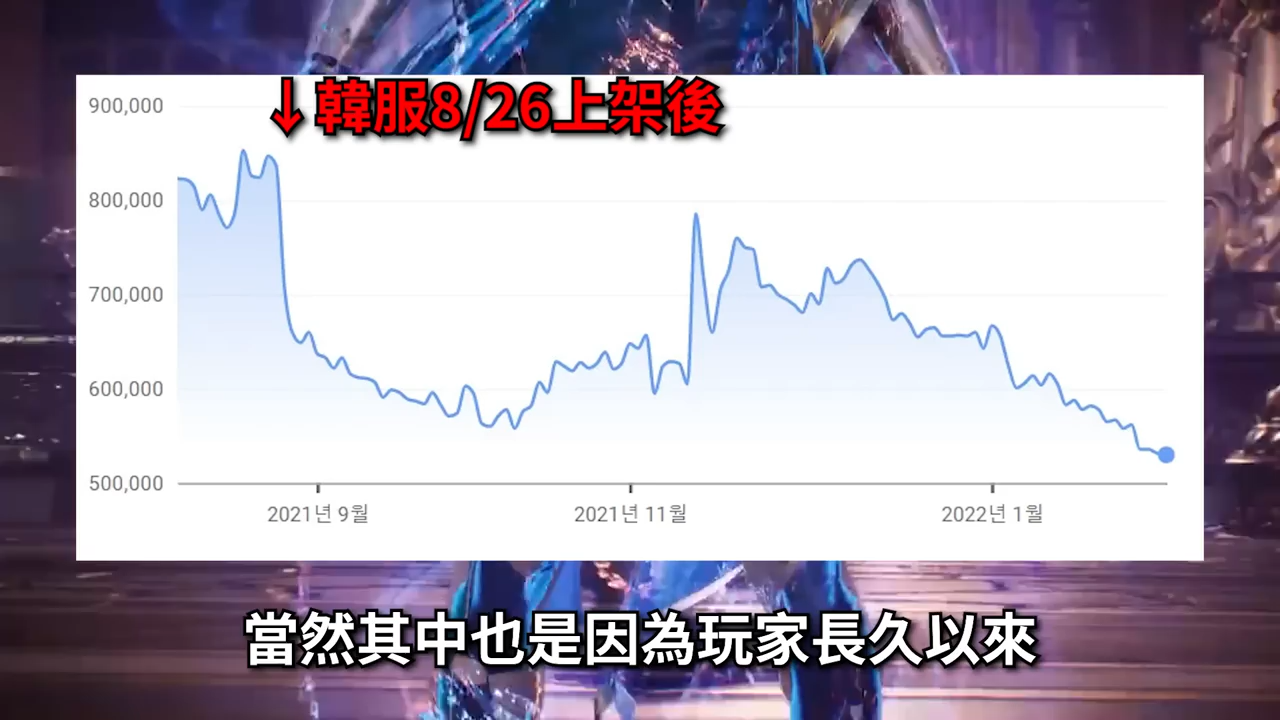 ↓韓服8/26上架後
900,000
800,000
700,000
600,000
500,000
2021년 9월
2021년 11월
2022년 1월
當然其中也是因為玩家長久以來